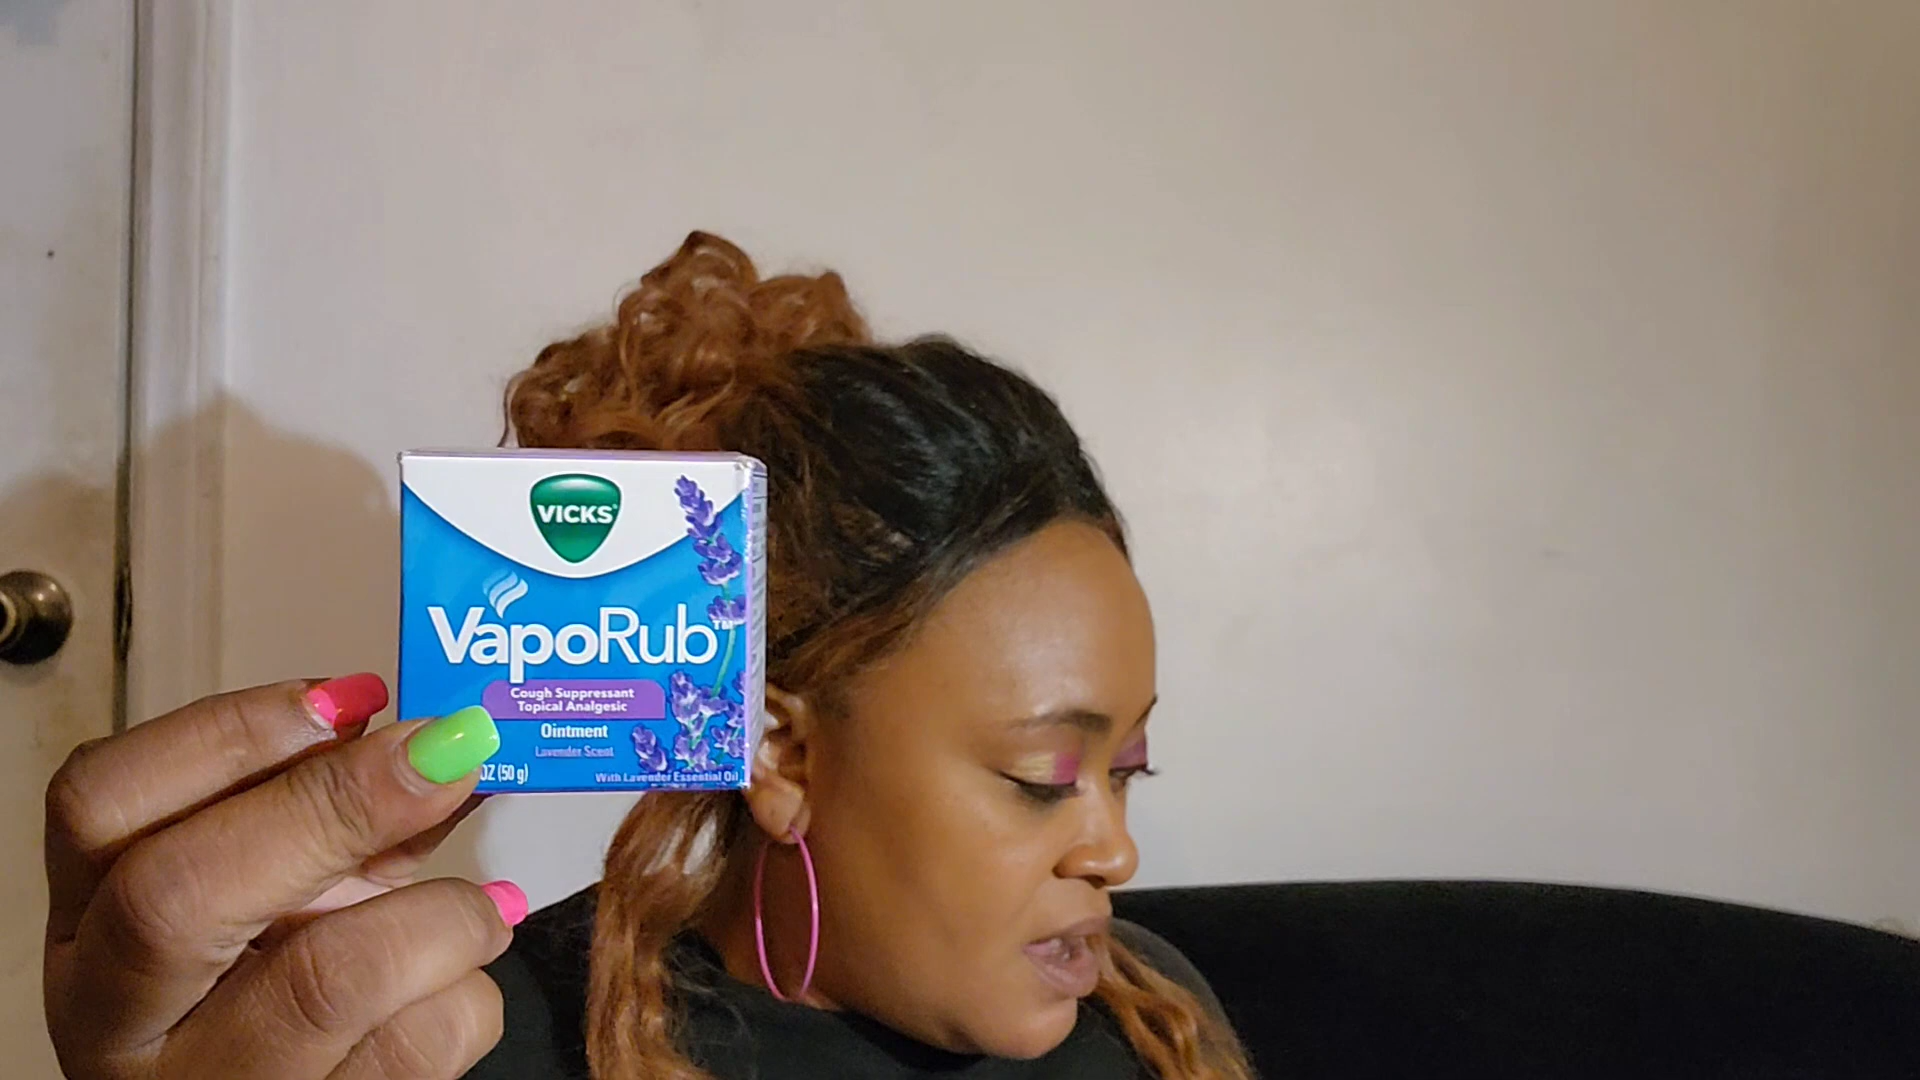 VICKS®
VapoRub™
Cough Suppressant
Topical Analgesic
Ointment
Lavender Scent
OZ (50 g)
With Lavender Essential Oil